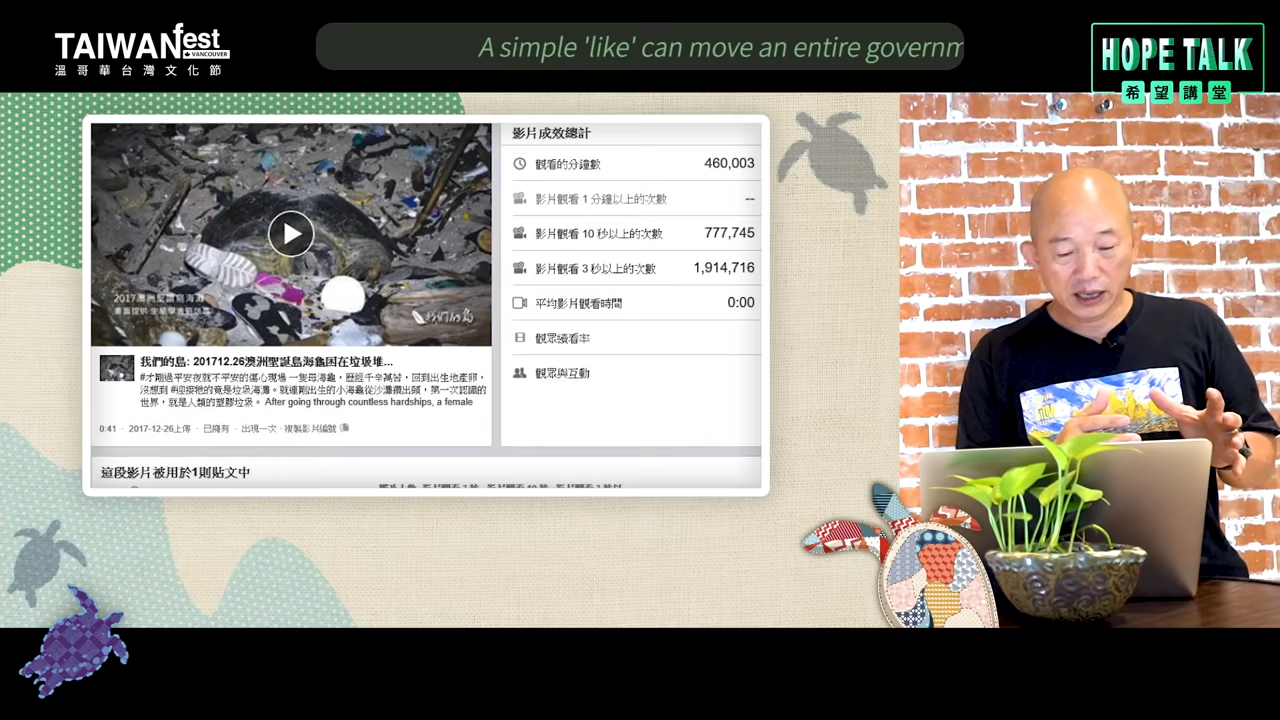 TAIWANfest
VANCOUVER
溫哥華台灣文化節
A simple 'like' can move an entire governm
HOPE TALK
希望講堂
影片成效總計
觀看的分鐘數 460,003
影片觀看 1 分鐘以上的次數 --
影片觀看 10 秒以上的次數 777,745
影片觀看 3 秒以上的次數 1,914,716
平均影片觀看時間 0:00
觀眾續看率
觀眾與互動
2017澳洲聖誕島海灘
我們的島
我們的島: 201712.26澳洲聖誕島海龜困在垃圾堆...
#才剛過平安夜就不平安的傷心現場 一隻母海龜，歷經千辛萬苦，回到出生地產卵，
沒想到 #迎接牠的竟是垃圾海灘。就連剛出生的小海龜從沙灘鑽出頭，第一次認識的
世界，就是人類的塑膠垃圾。 After going through countless hardships, a female
0:41 · 2017-12-26上傳 · 已擁有 · 出現一次 · 複製影片編號
這段影片被用於1則貼文中